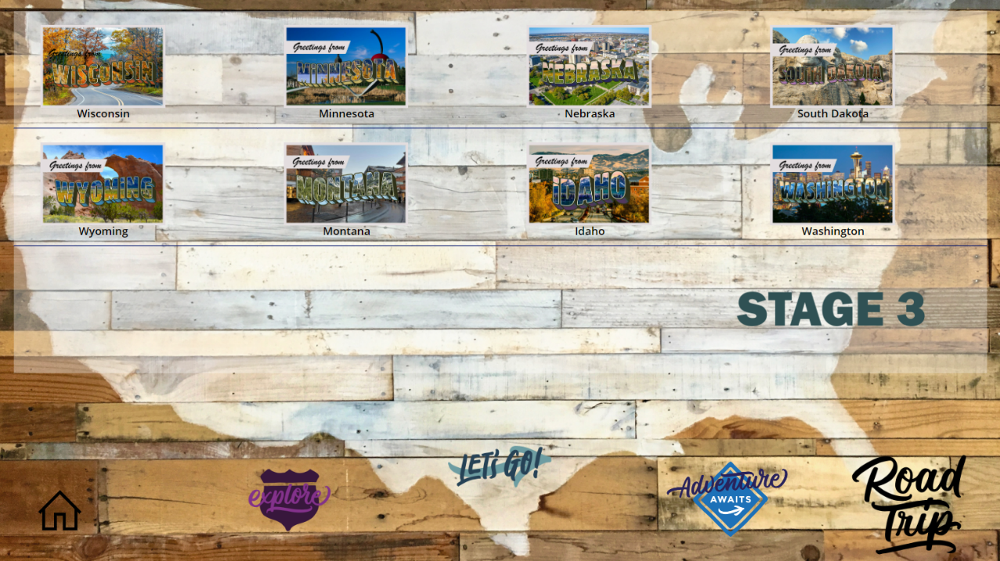 Greetings from
WISCONSIN
Wisconsin
Greetings from
MINNESOTA
Minnesota
Greetings from
NEBRASKA
Nebraska
Greetings from
SOUTH DAKOTA
South Dakota
Greetings from
WYOMING
Wyoming
Greetings from
MONTANA
Montana
Greetings from
IDAHO
Idaho
Greetings from
WASHINGTON
Washington
STAGE 3
explore
LET'S GO!
Adventure
AWAITS
Road
Trip